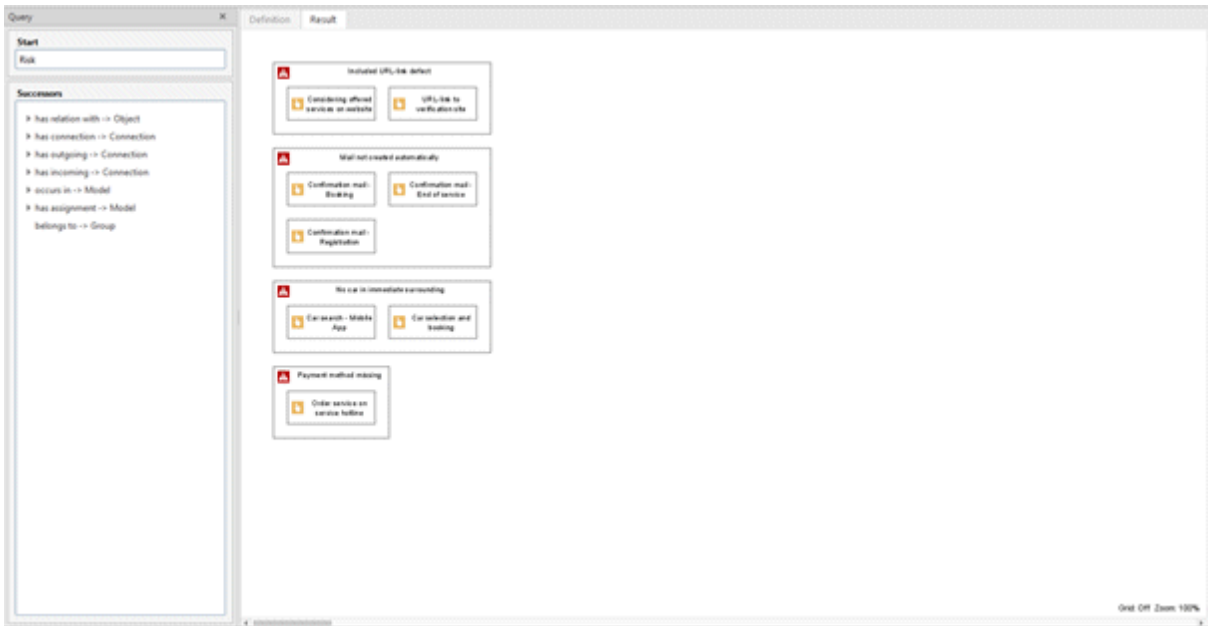 Query
Start
Risk
Successors
has relation with -> Object
has connection -> Connection
has outgoing -> Connection
has incoming -> Connection
occurs in -> Model
has assignment -> Model
belongs to -> Group
Definition Result
Included URL-link defect
Considering offered
services on website
URL-link to
verification site
Mail not created automatically
Confirmation mail -
Booking
Confirmation mail -
End of service
Confirmation mail -
Registration
No car in immediate surrounding
Car search - Mobile
App
Car selection and
booking
Payment method missing
Order service on
service hotline
Grid: Off Zoom: 100%